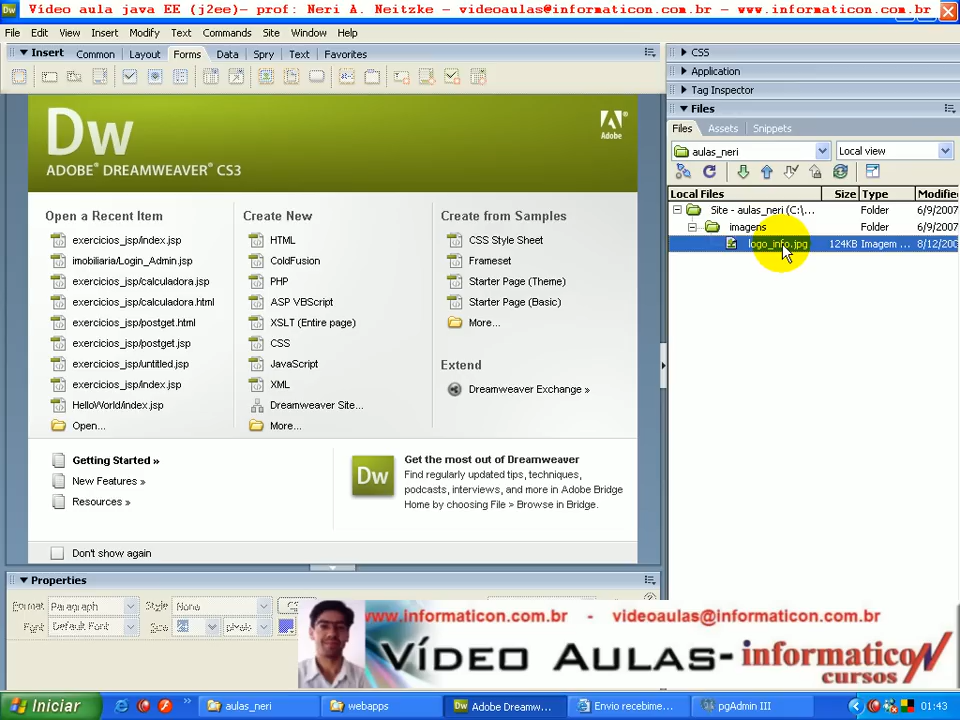 Vídeo aula java EE (j2ee)– prof: Neri A. Neitzke – videoaulas@informaticon.com.br – www.informaticon.com.br
File Edit View Insert Modify Text Commands Site Window Help
Insert Common Layout Forms Data Spry Text Favorites
CSS
Application
Tag Inspector
Files
Files Assets Snippets
aulas_neri Local view
Local Files Size Type Modified
Site - aulas_neri (C:\... Folder 6/9/2007
imagens Folder 6/9/2007
logo_info.jpg 124KB Imagem ... 8/12/200
Dw
ADOBE® DREAMWEAVER® CS3
Adobe
Open a Recent Item
exercicios_jsp/index.jsp
imobiliaria/Login_Admin.jsp
exercicios_jsp/calculadora.jsp
exercicios_jsp/calculadora.html
exercicios_jsp/postget.html
exercicios_jsp/postget.jsp
exercicios_jsp/untitled.jsp
exercicios_jsp/index.jsp
HelloWorld/index.jsp
Open...
Create New
HTML
ColdFusion
PHP
ASP VBScript
XSLT (Entire page)
CSS
JavaScript
XML
Dreamweaver Site...
More...
Create from Samples
CSS Style Sheet
Frameset
Starter Page (Theme)
Starter Page (Basic)
More...
Extend
Dreamweaver Exchange »
Getting Started »
New Features »
Resources »
Dw
Get the most out of Dreamweaver
Find regularly updated tips, techniques,
podcasts, interviews, and more in Adobe Bridge
Home by choosing File > Browse in Bridge.
Don't show again
Properties
Format Paragraph Style None
Font Default Font Size pixels
www.informaticon.com.br - videoaulas@informaticon.com.br
Vídeo Aulas- informaticon
cursos
Iniciar aulas_neri webapps Adobe Dreamw... Envio recebime... pgAdmin III 01:43